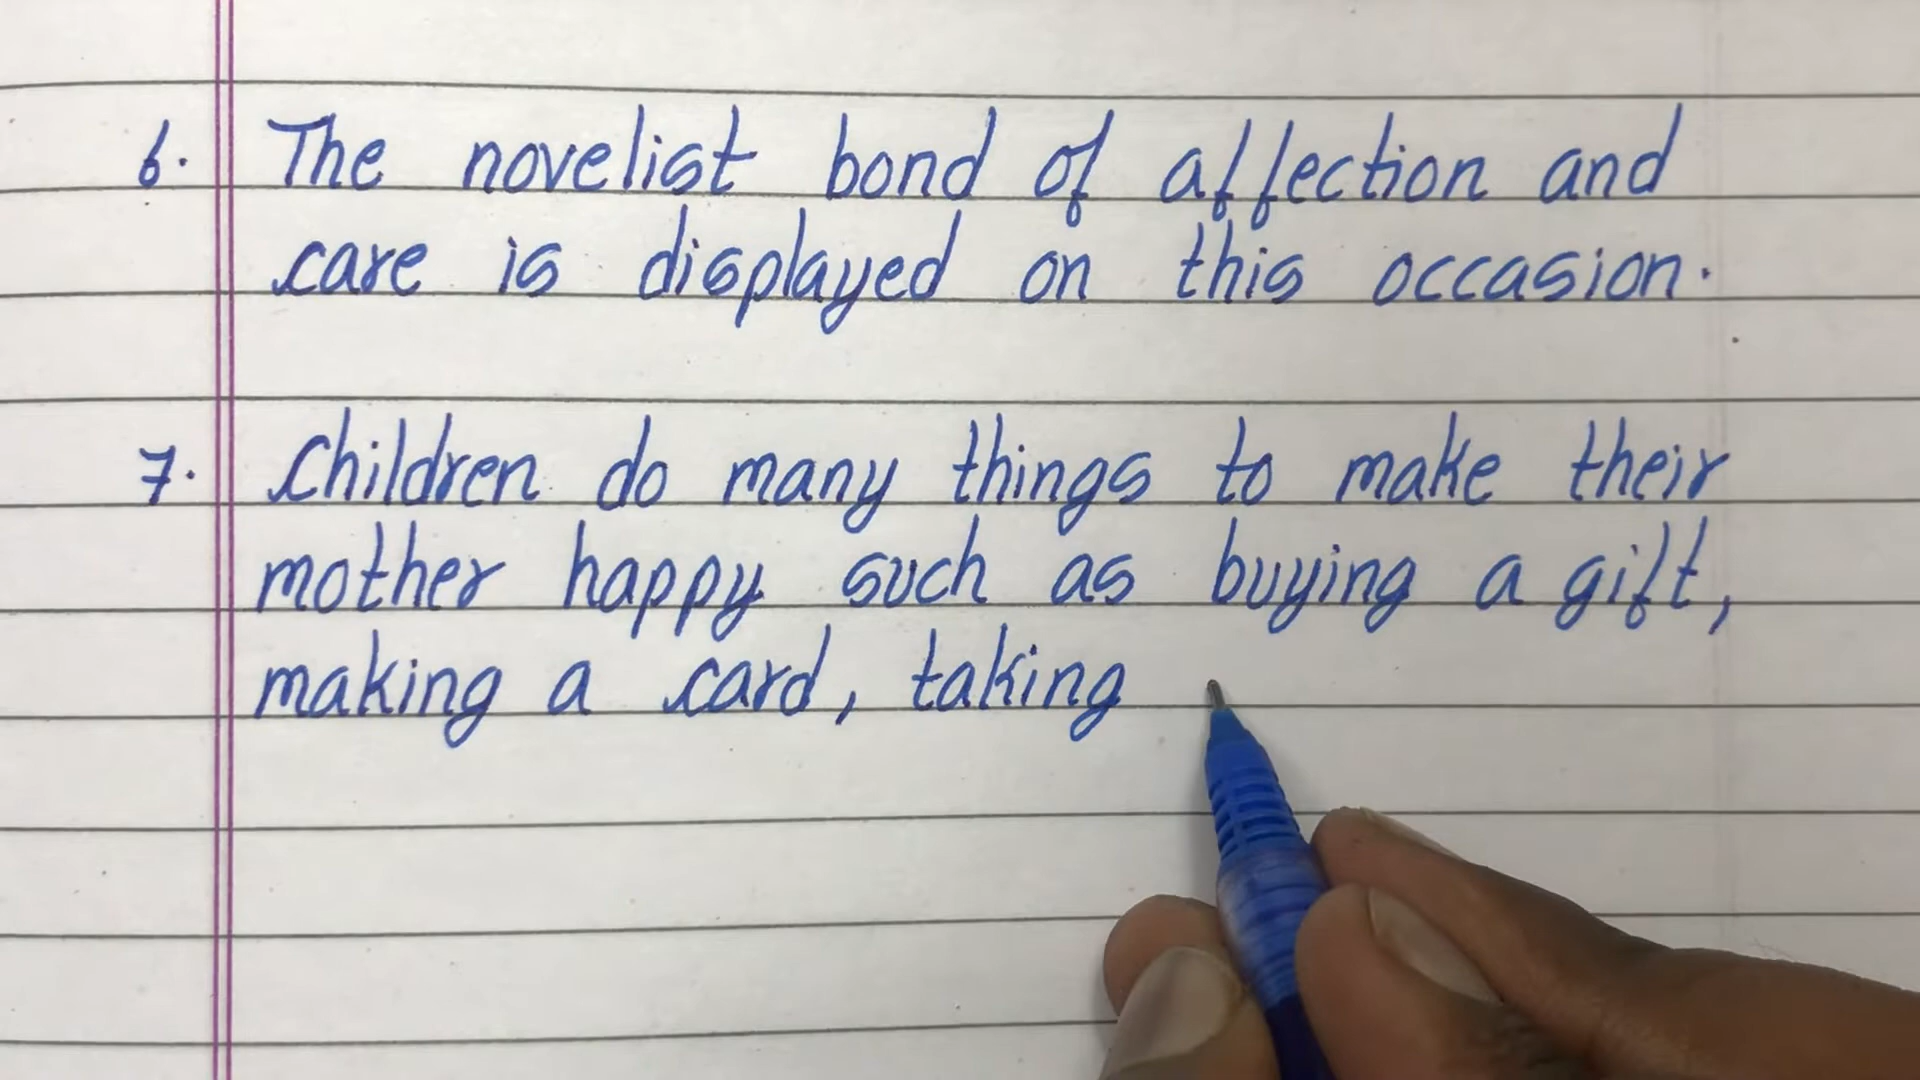 6. The novelist bond of affection and
care is displayed on this occasion.
7. Children do many things to make their
mother happy such as buying a gift,
making a card, taking